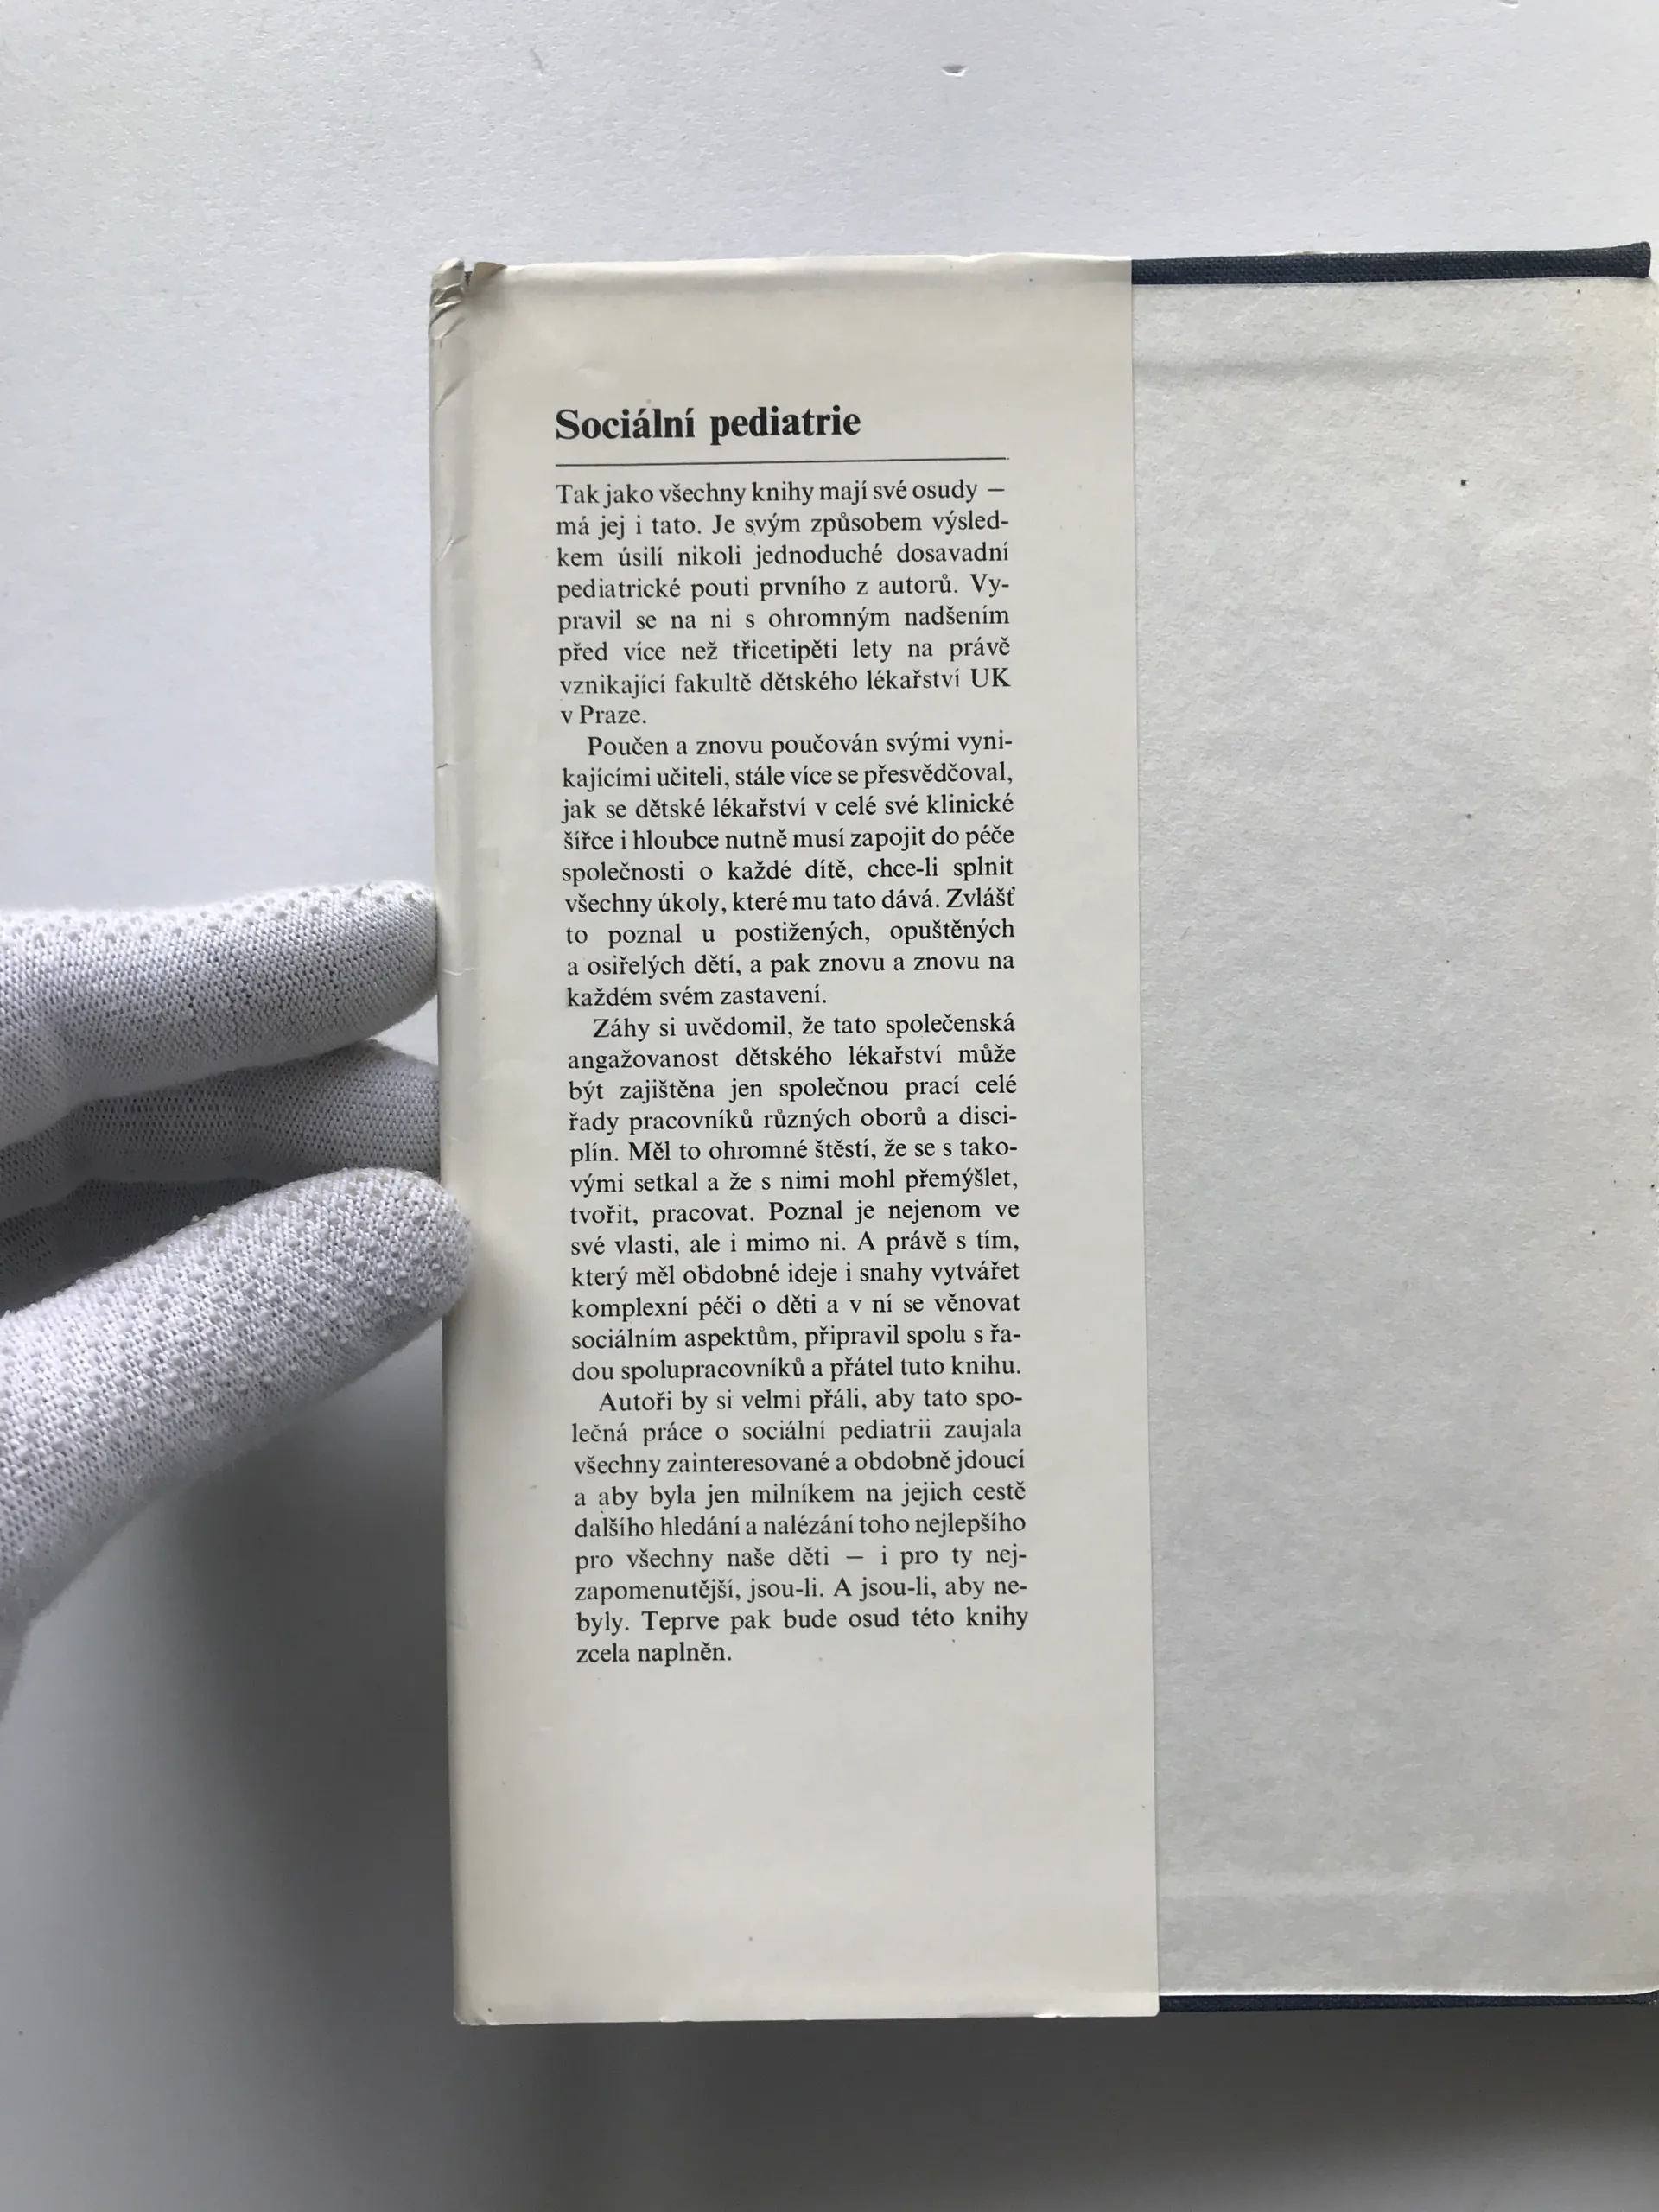 Sociální pediatrie
Tak jako všechny knihy mají své osudy —
má jej i tato. Je svým způsobem výsled-
kem úsilí nikoli jednoduché dosavadní
pediatrické pouti prvního z autorů. Vy-
pravil se na ni s ohromným nadšením
před více než třicetipěti lety na právě
vznikající fakultě dětského lékařství UK
v Praze.
Poučen a znovu poučován svými vyni-
kajícími učiteli, stále více se přesvědčoval,
jak se dětské lékařství v celé své klinické
šířce i hloubce nutně musí zapojit do péče
společnosti o každé dítě, chce-li splnit
všechny úkoly, které mu tato dává. Zvlášť
to poznal u postižených, opuštěných
a osiřelých dětí, a pak znovu a znovu na
každém svém zastavení.
Záhy si uvědomil, že tato společenská
angažovanost dětského lékařství může
být zajištěna jen společnou prací celé
řady pracovníků různých oborů a disci-
plín. Měl to ohromné štěstí, že se s tako-
vými setkal a že s nimi mohl přemýšlet,
tvořit, pracovat. Poznal je nejenom ve
své vlasti, ale i mimo ni. A právě s tím,
který měl obdobné ideje i snahy vytvářet
komplexní péči o děti a v ní se věnovat
sociálním aspektům, připravil spolu s řa-
dou spolupracovníků a přátel tuto knihu.
Autoři by si velmi přáli, aby tato spo-
lečná práce o sociální pediatrii zaujala
všechny zainteresované a obdobně jdoucí
a aby byla jen milníkem na jejich cestě
dalšího hledání a nalézání toho nejlepšího
pro všechny naše děti — i pro ty nej-
zapomenutější, jsou-li. A jsou-li, aby ne-
byly. Teprve pak bude osud této knihy
zcela naplněn.